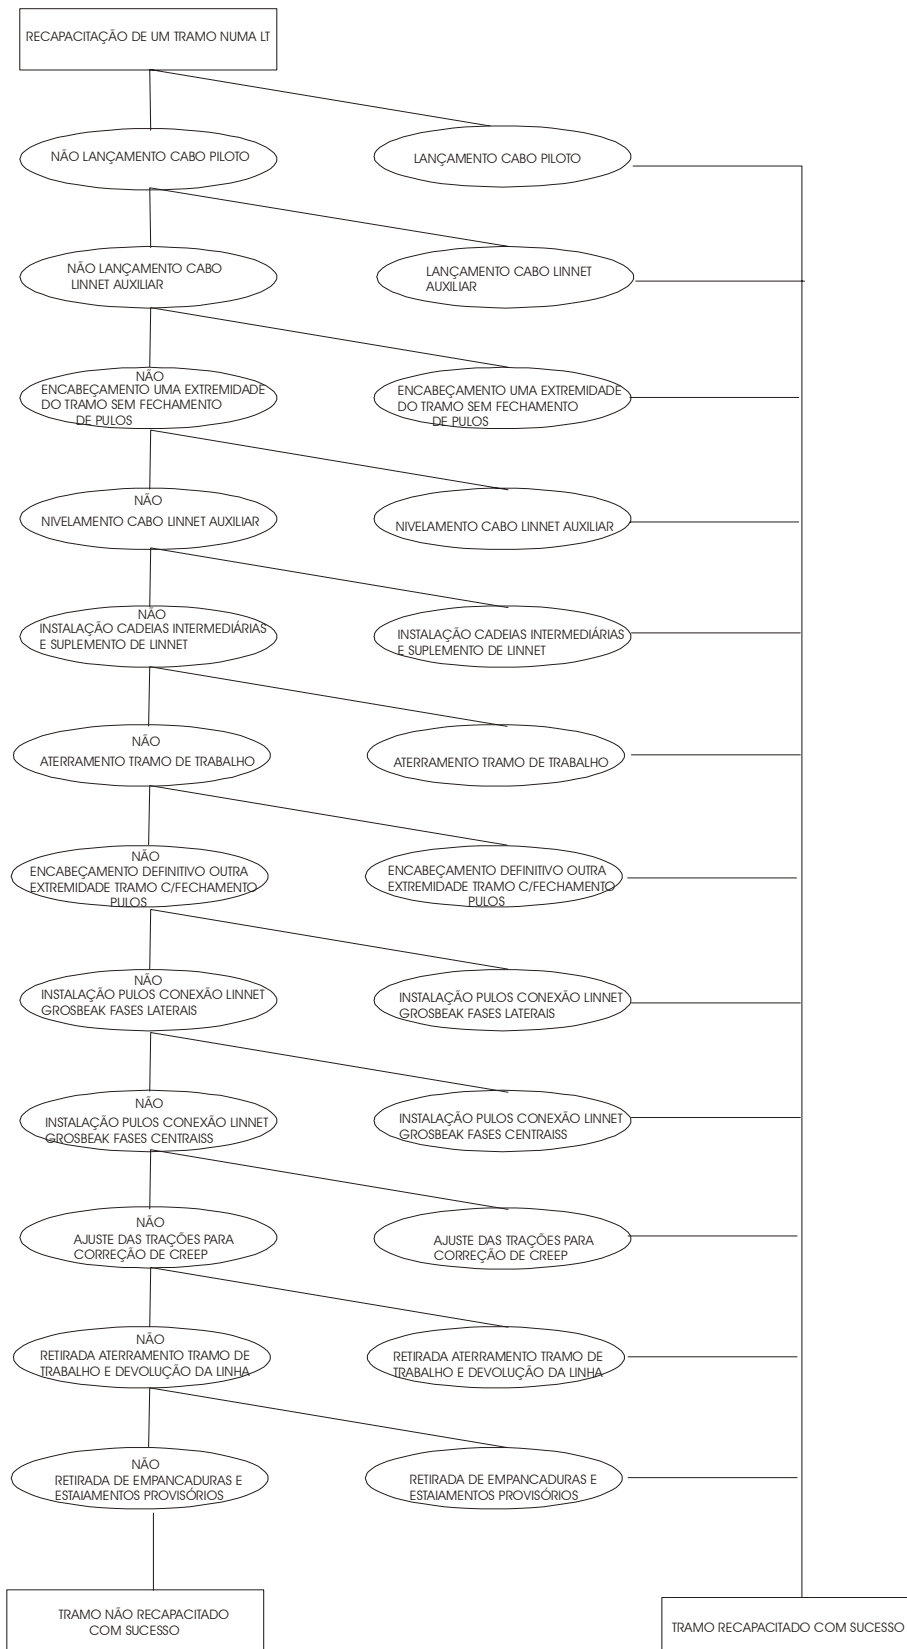 RECAPACITAÇÃO DE UM TRAMO NUMA LT
NÃO LANÇAMENTO CABO PILOTO
LANÇAMENTO CABO PILOTO
NÃO LANÇAMENTO CABO
LINNET AUXILIAR
LANÇAMENTO CABO LINNET
AUXILIAR
NÃO
ENCABEÇAMENTO UMA EXTREMIDADE
DO TRAMO SEM FECHAMENTO
DE PULOS
ENCABEÇAMENTO UMA EXTREMIDADE
DO TRAMO SEM FECHAMENTO
DE PULOS
NÃO
NIVELAMENTO CABO LINNET AUXILIAR
NIVELAMENTO CABO LINNET AUXILIAR
NÃO
INSTALAÇÃO CADEIAS INTERMEDIÁRIAS
E SUPLEMENTO DE LINNET
INSTALAÇÃO CADEIAS INTERMEDIÁRIAS
E SUPLEMENTO DE LINNET
NÃO
ATERRAMENTO TRAMO DE TRABALHO
ATERRAMENTO TRAMO DE TRABALHO
NÃO
ENCABEÇAMENTO DEFINITIVO OUTRA
EXTREMIDADE TRAMO C/FECHAMENTO
PULOS
ENCABEÇAMENTO DEFINITIVO OUTRA
EXTREMIDADE TRAMO C/FECHAMENTO
PULOS
NÃO
INSTALAÇÃO PULOS CONEXÃO LINNET
GROSBEAK FASES LATERAIS
INSTALAÇÃO PULOS CONEXÃO LINNET
GROSBEAK FASES LATERAIS
NÃO
INSTALAÇÃO PULOS CONEXÃO LINNET
GROSBEAK FASES CENTRAISS
INSTALAÇÃO PULOS CONEXÃO LINNET
GROSBEAK FASES CENTRAISS
NÃO
AJUSTE DAS TRAÇÕES PARA
CORREÇÃO DE CREEP
AJUSTE DAS TRAÇÕES PARA
CORREÇÃO DE CREEP
NÃO
RETIRADA ATERRAMENTO TRAMO DE
TRABALHO E DEVOLUÇÃO DA LINHA
RETIRADA ATERRAMENTO TRAMO DE
TRABALHO E DEVOLUÇÃO DA LINHA
NÃO
RETIRADA DE EMPANCADURAS E
ESTAIAMENTOS PROVISÓRIOS
RETIRADA DE EMPANCADURAS E
ESTAIAMENTOS PROVISÓRIOS
TRAMO NÃO RECAPACITADO
COM SUCESSO
TRAMO RECAPACITADO COM SUCESSO